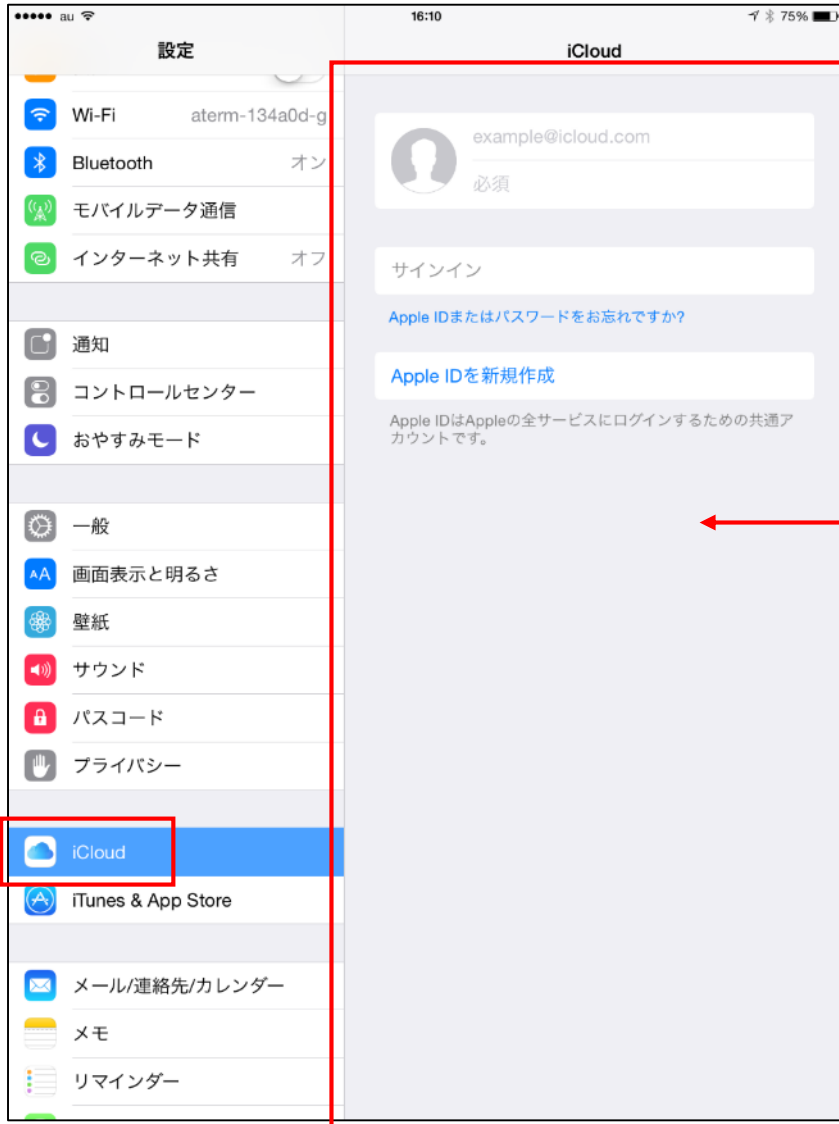 au
16:10
75%
設定
iCloud
Wi-Fi aterm-134a0d-g
Bluetooth オン
モバイルデータ通信
インターネット共有 オフ
通知
コントロールセンター
おやすみモード
一般
AA 画面表示と明るさ
壁紙
サウンド
パスコード
プライバシー
iCloud
iTunes & App Store
メール/連絡先/カレンダー
メモ
リマインダー
example@icloud.com
必須
サインイン
Apple IDまたはパスワードをお忘れですか?
Apple IDを新規作成
Apple IDはAppleの全サービスにログインするための共通ア
カウントです。